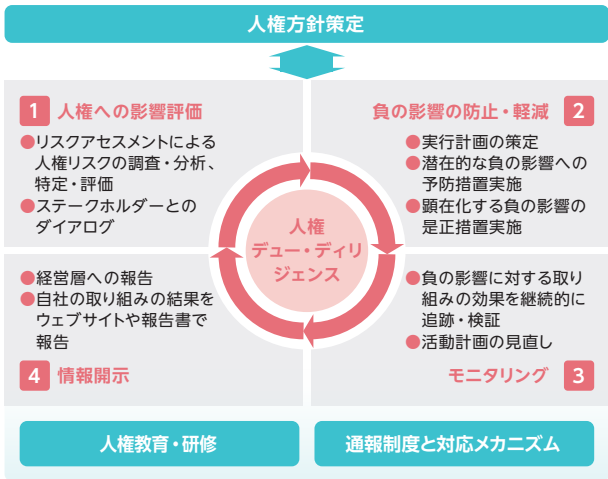 人権方針策定
1 人権への影響評価
●リスクアセスメントによる
人権リスクの調査・分析、
特定・評価
●ステークホルダーとの
ダイアログ
負の影響の防止・軽減 2
●実行計画の策定
●潜在的な負の影響への
予防措置実施
●顕在化する負の影響の
是正措置実施
人権
デュー・ディリ
ジェンス
●負の影響に対する取り
組みの効果を継続的に
追跡・検証
●活動計画の見直し
モニタリング 3
●経営層への報告
●自社の取り組みの結果を
ウェブサイトや報告書で
報告
4 情報開示
人権教育・研修
通報制度と対応メカニズム